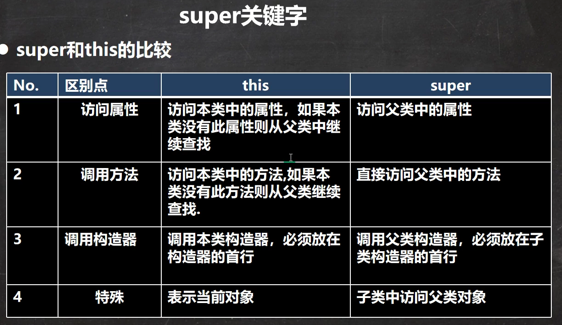 super关键字
super和this的比较
No. 区别点 this super
1 访问属性 访问本类中的属性，如果本类没有此属性则从父类中继续查找 访问父类中的属性
2 调用方法 访问本类中的方法,如果本类没有此方法则从父类继续查找. 直接访问父类中的方法
3 调用构造器 调用本类构造器，必须放在构造器的首行 调用父类构造器，必须放在子类构造器的首行
4 特殊 表示当前对象 子类中访问父类对象